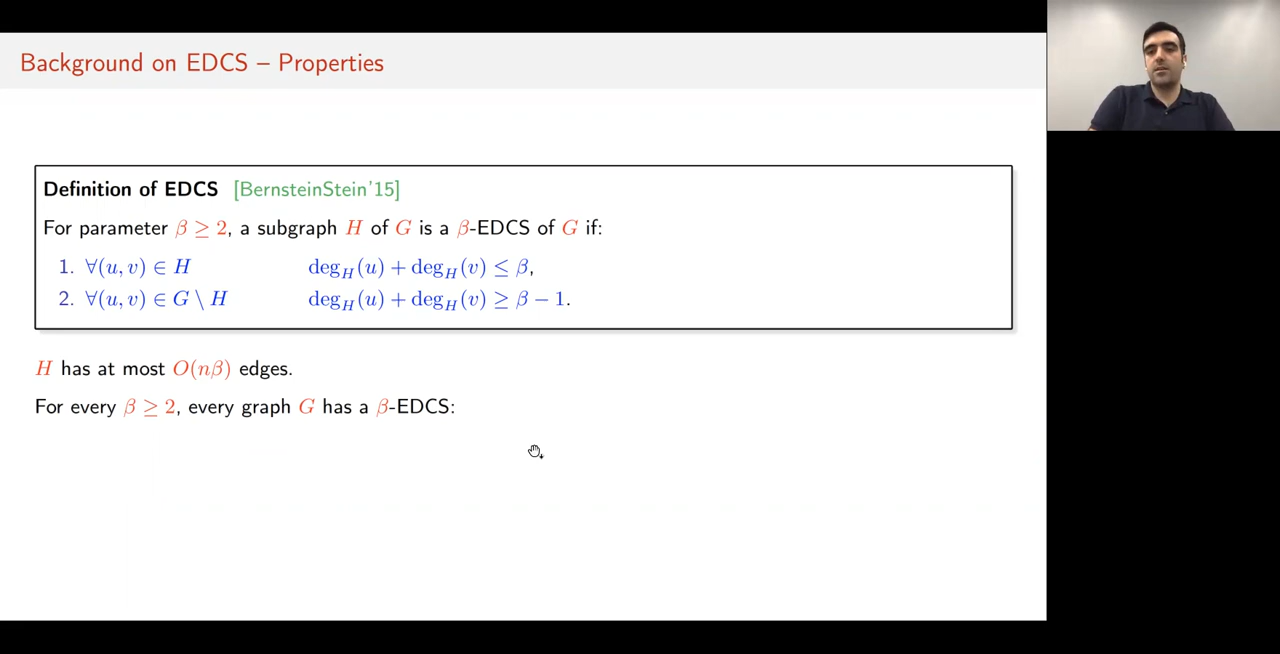 Background on EDCS – Properties
Definition of EDCS [BernsteinStein'15]
For parameter β ≥ 2, a subgraph H of G is a β-EDCS of G if:
1. ∀(u, v) ∈ H deg_H(u) + deg_H(v) ≤ β,
2. ∀(u, v) ∈ G \ H deg_H(u) + deg_H(v) ≥ β − 1.
H has at most O(nβ) edges.
For every β ≥ 2, every graph G has a β-EDCS: